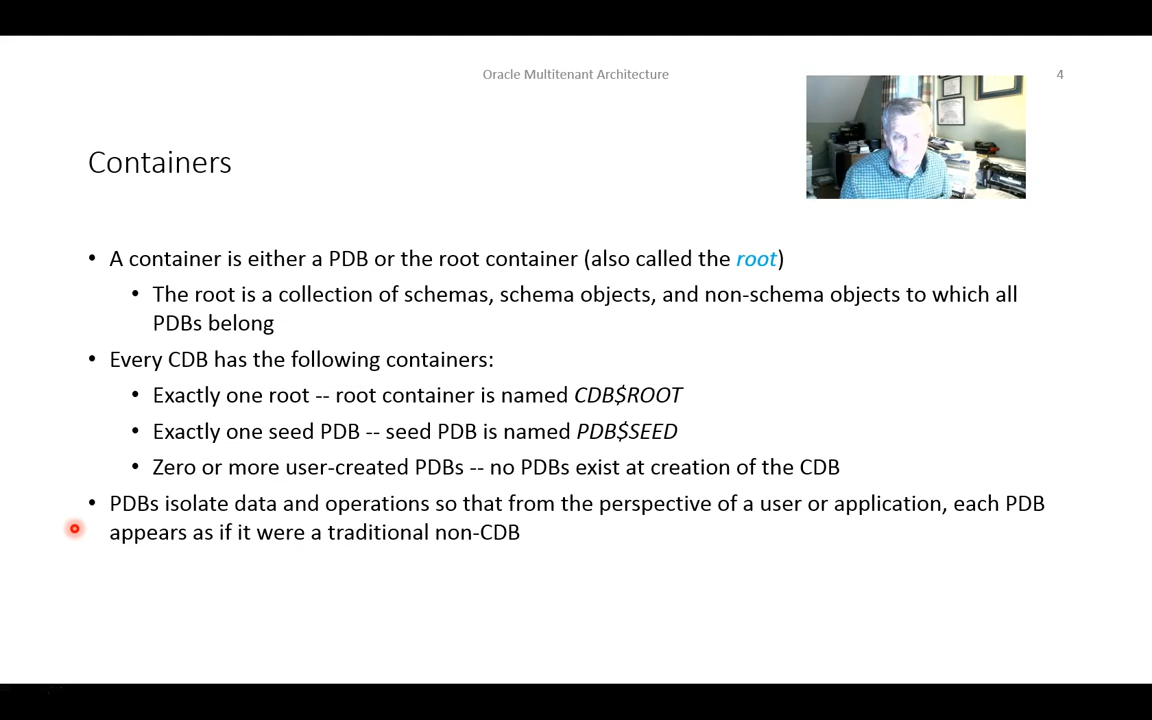 Oracle Multitenant Architecture
4
Containers
• A container is either a PDB or the root container (also called the root)
• The root is a collection of schemas, schema objects, and non-schema objects to which all
PDBs belong
• Every CDB has the following containers:
• Exactly one root -- root container is named CDB$ROOT
• Exactly one seed PDB -- seed PDB is named PDB$SEED
• Zero or more user-created PDBs -- no PDBs exist at creation of the CDB
• PDBs isolate data and operations so that from the perspective of a user or application, each PDB
appears as if it were a traditional non-CDB